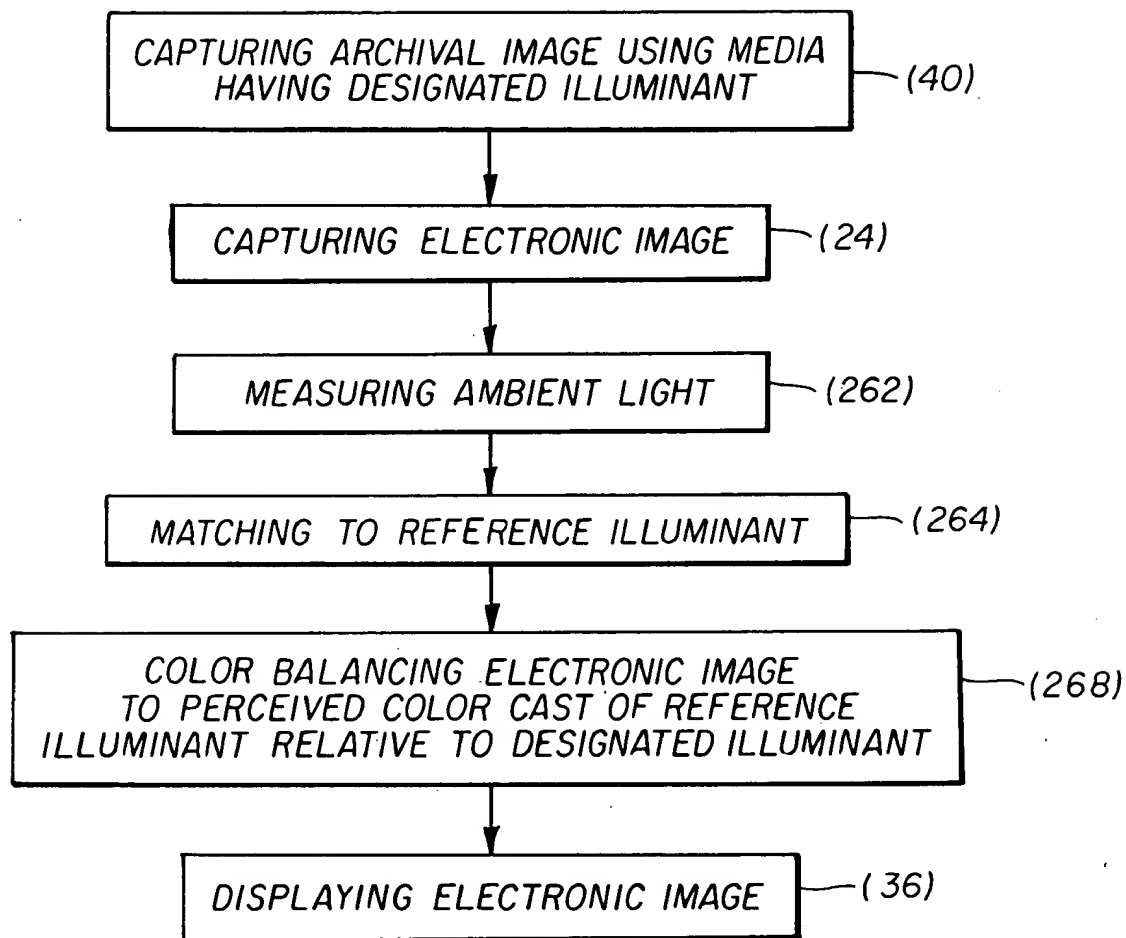 CAPTURING ARCHIVAL IMAGE USING MEDIA
HAVING DESIGNATED ILLUMINANT
(40)
CAPTURING ELECTRONIC IMAGE
(24)
MEASURING AMBIENT LIGHT
(262)
MATCHING TO REFERENCE ILLUMINANT
(264)
COLOR BALANCING ELECTRONIC IMAGE
TO PERCEIVED COLOR CAST OF REFERENCE
ILLUMINANT RELATIVE TO DESIGNATED ILLUMINANT
(268)
DISPLAYING ELECTRONIC IMAGE
(36)